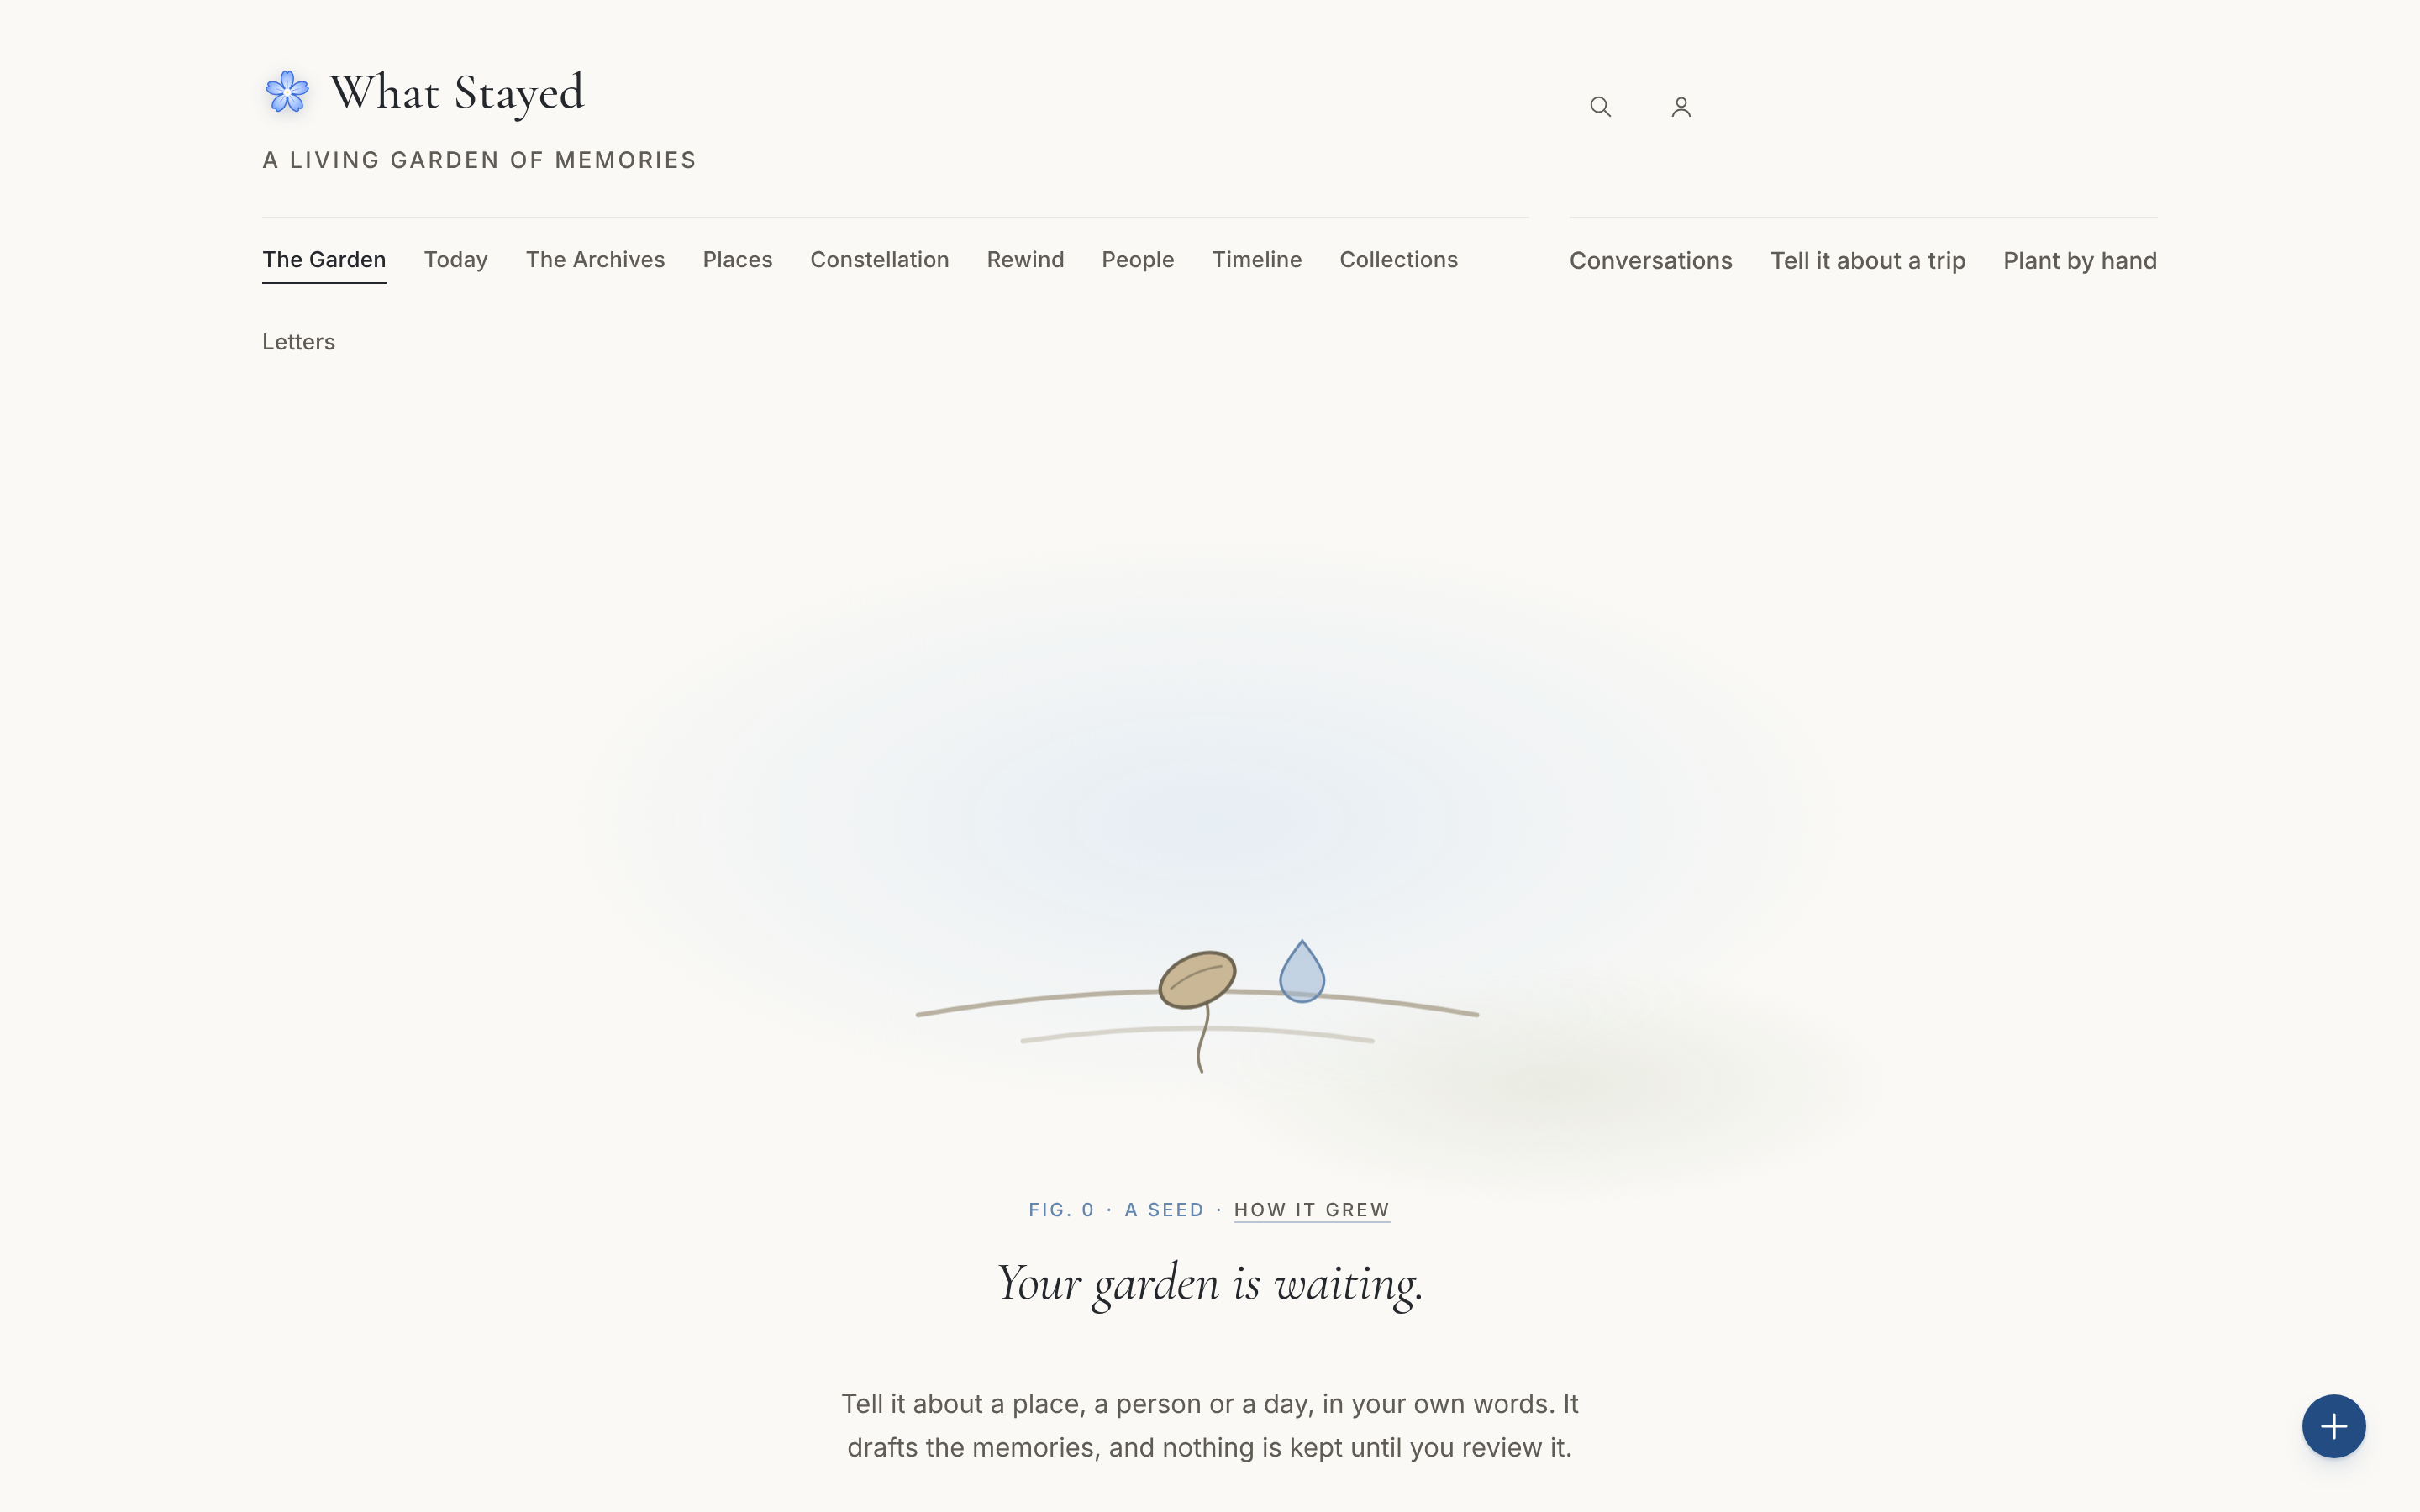 What Stayed
A LIVING GARDEN OF MEMORIES
The Garden Today The Archives Places Constellation Rewind People Timeline Collections
Letters
Conversations Tell it about a trip Plant by hand
FIG. 0 · A SEED · HOW IT GREW
Your garden is waiting.
Tell it about a place, a person or a day, in your own words. It
drafts the memories, and nothing is kept until you review it.